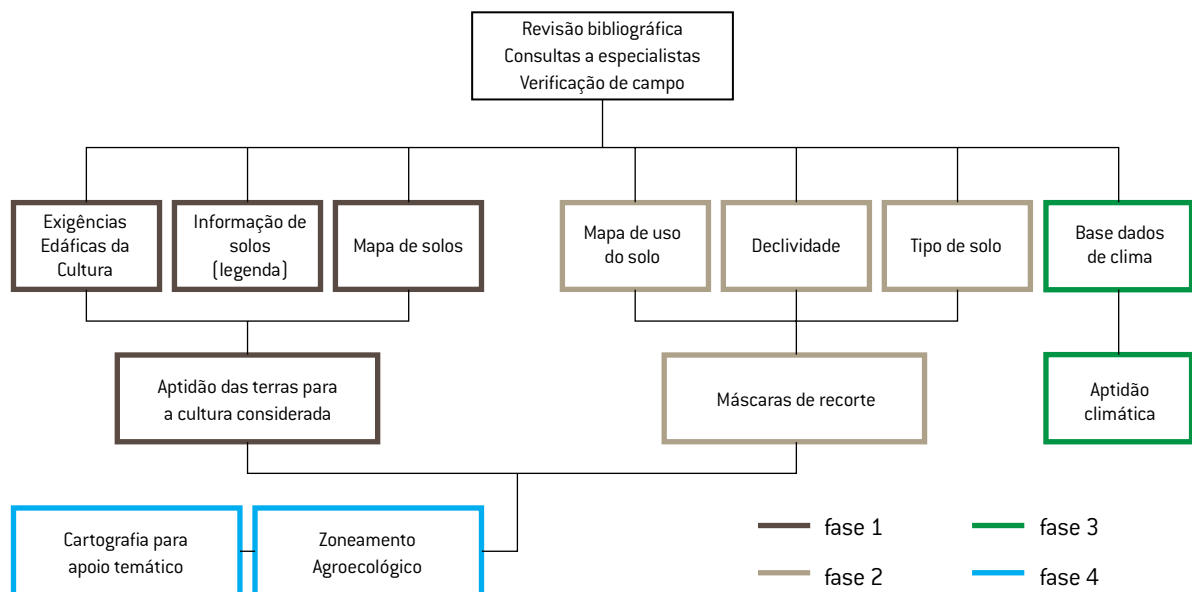 Revisão bibliográfica
Consultas a especialistas
Verificação de campo
Exigências
Edáficas da
Cultura
Informação de
solos
(legenda)
Mapa de solos
Mapa de uso
do solo
Declividade
Tipo de solo
Base dados
de clima
Aptidão das terras para
a cultura considerada
Máscaras de recorte
Aptidão
climática
Cartografia para
apoio temático
Zoneamento
Agroecológico
fase 1
fase 2
fase 3
fase 4